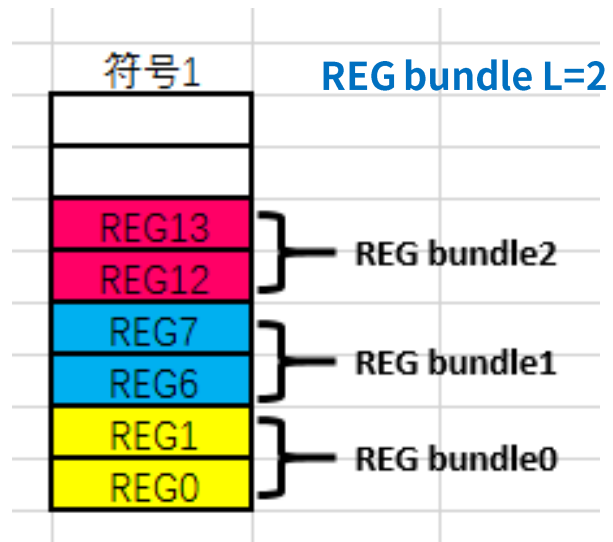 符号1
REG bundle L=2
REG13
REG12
REG bundle2
REG7
REG6
REG bundle1
REG1
REG0
REG bundle0